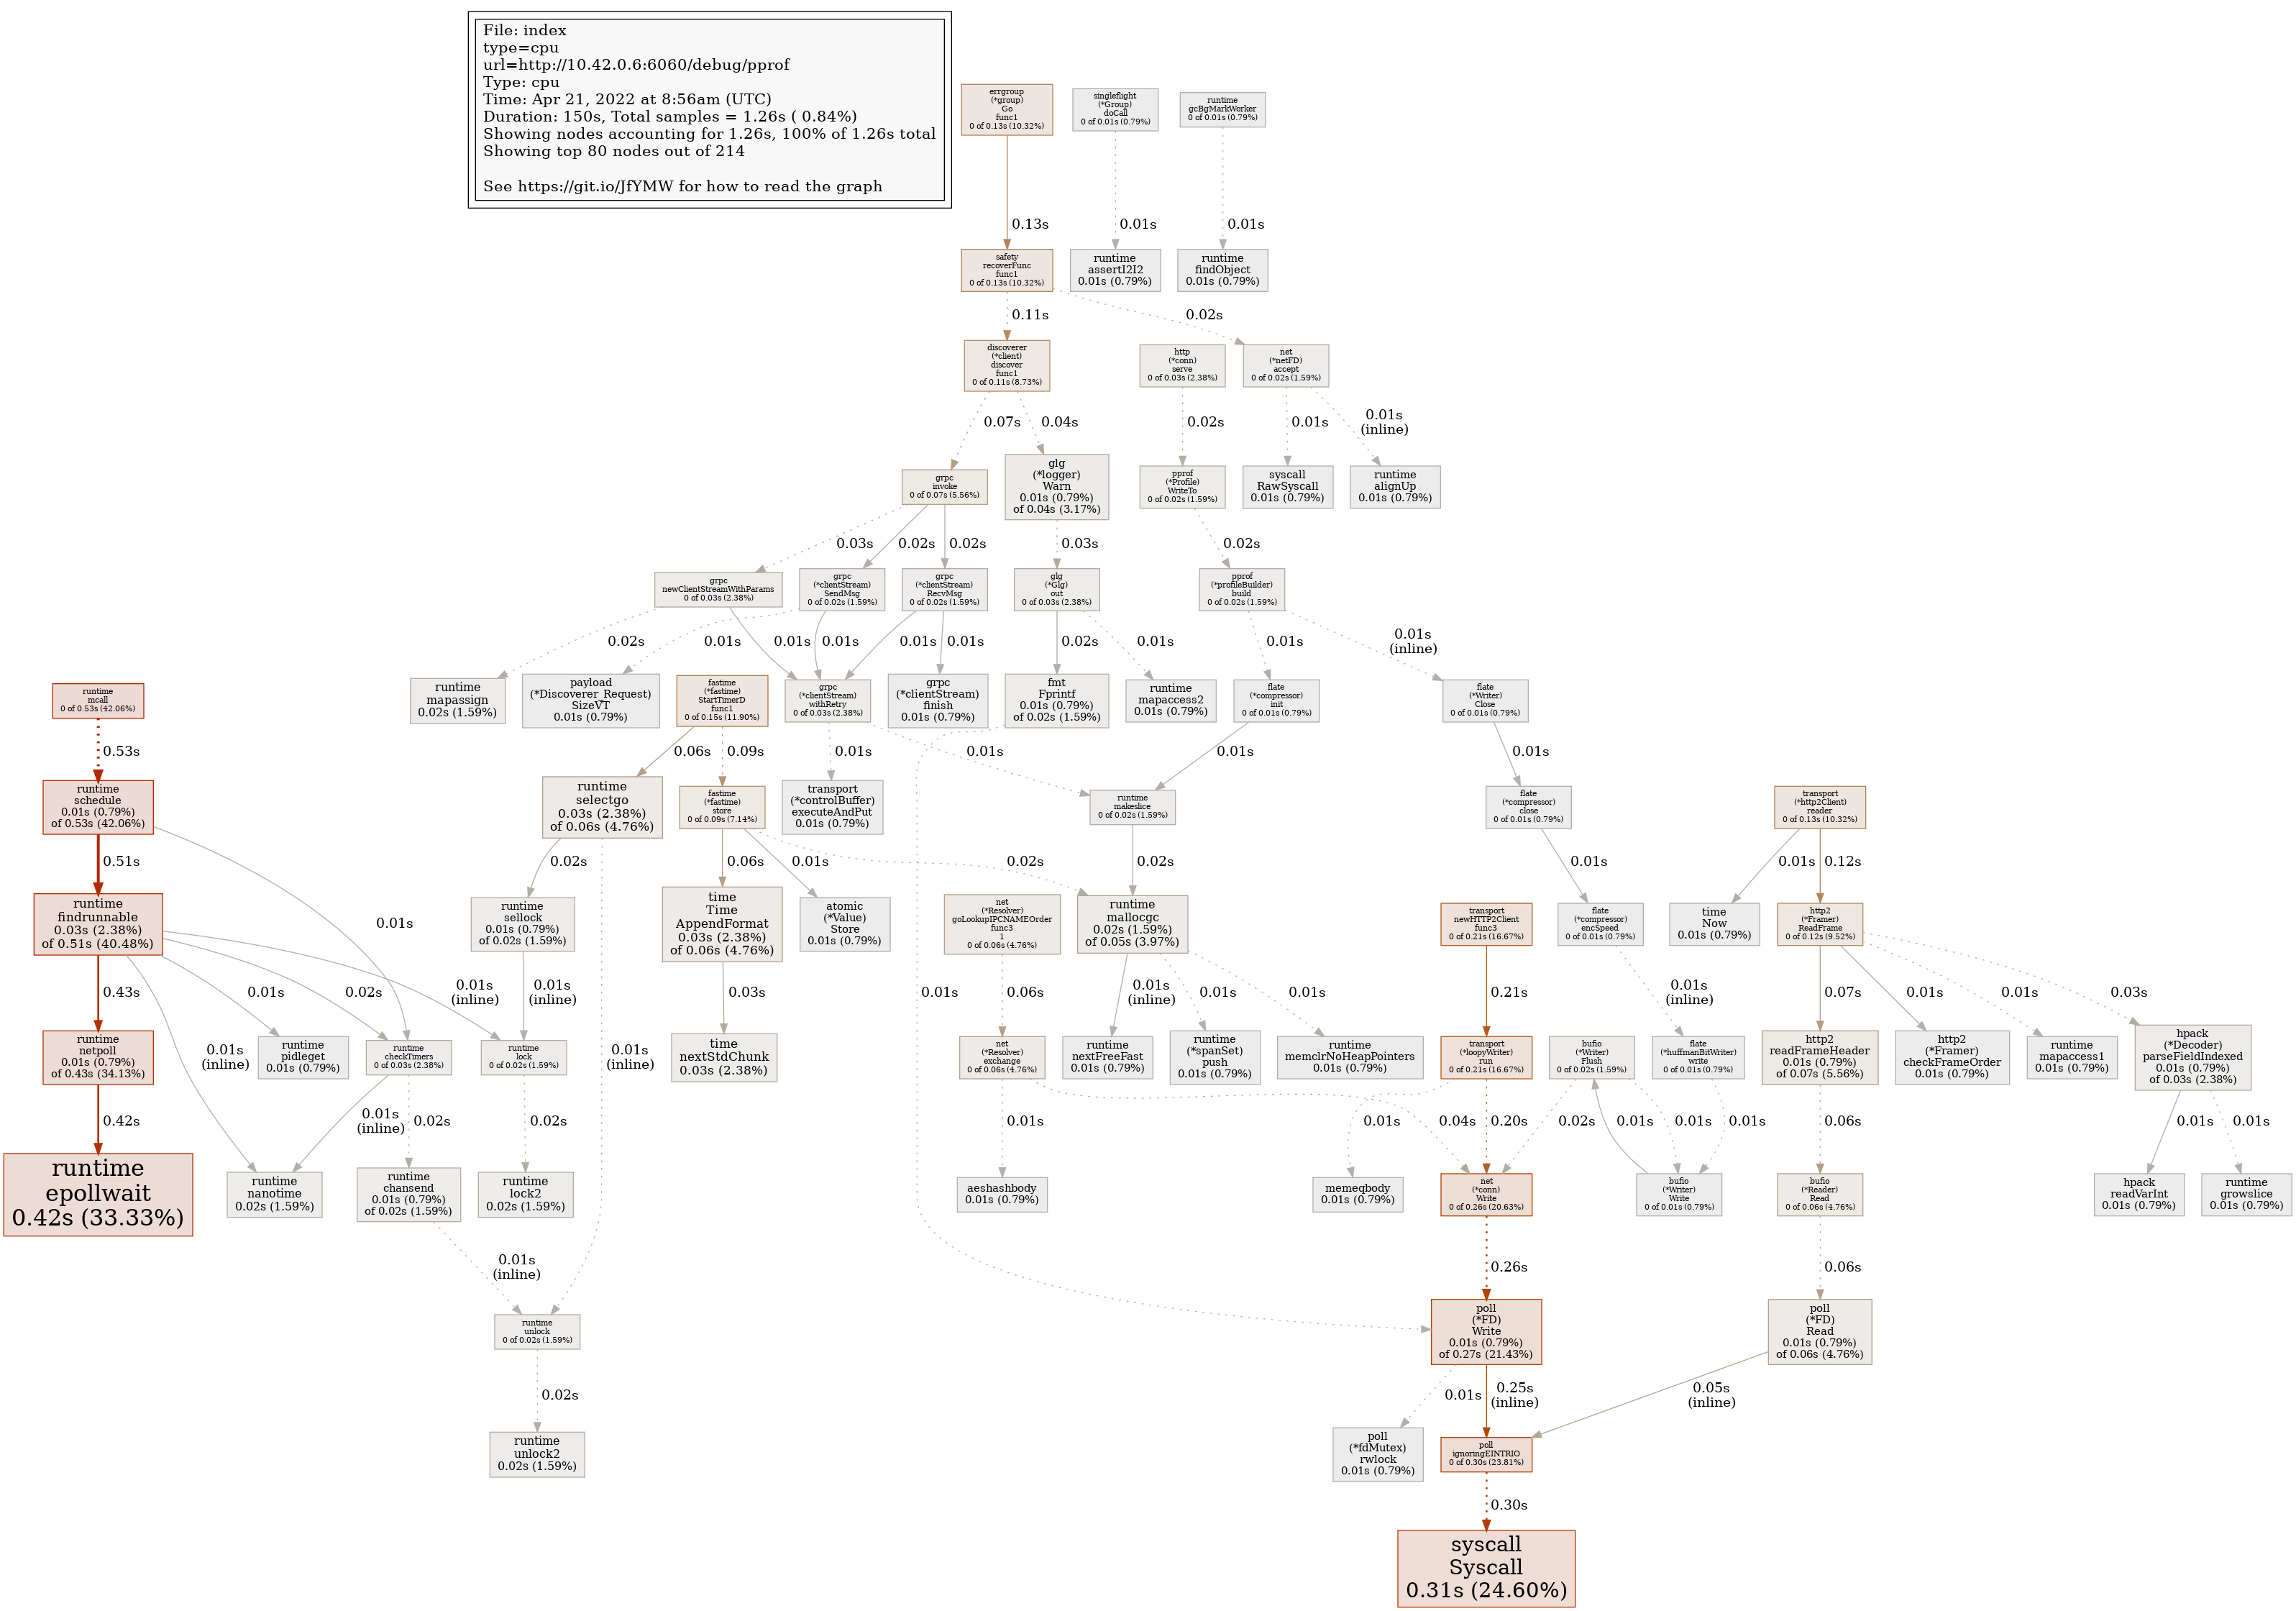 File: index
type=cpu
url=http://10.42.0.6:6060/debug/pprof
Type: cpu
Time: Apr 21, 2022 at 8:56am (UTC)
Duration: 150s, Total samples = 1.26s ( 0.84%)
Showing nodes accounting for 1.26s, 100% of 1.26s total
Showing top 80 nodes out of 214
See https://git.io/JfYMW for how to read the graph
errgroup
(*group)
Go
func1
0 of 0.13s (10.32%)
singleflight
(*Group)
doCall
0 of 0.01s (0.79%)
runtime
gcBgMarkWorker
0 of 0.01s (0.79%)
0.13s
0.01s
0.01s
safety
recoverFunc
func1
0 of 0.13s (10.32%)
runtime
assertI2I2
0.01s (0.79%)
runtime
findObject
0.01s (0.79%)
0.11s
0.02s
discoverer
(*client)
discover
func1
0 of 0.11s (8.73%)
http
(*conn)
serve
0 of 0.03s (2.38%)
net
(*netFD)
accept
0 of 0.02s (1.59%)
0.07s
0.04s
0.02s
0.01s
0.01s
(inline)
grpc
invoke
0 of 0.07s (5.56%)
glg
(*logger)
Warn
0.01s (0.79%)
of 0.04s (3.17%)
pprof
(*Profile)
WriteTo
0 of 0.02s (1.59%)
syscall
RawSyscall
0.01s (0.79%)
runtime
alignUp
0.01s (0.79%)
0.03s
0.02s
0.02s
0.03s
0.02s
grpc
newClientStreamWithParams
0 of 0.03s (2.38%)
grpc
(*clientStream)
SendMsg
0 of 0.02s (1.59%)
grpc
(*clientStream)
RecvMsg
0 of 0.02s (1.59%)
glg
(*Glg)
out
0 of 0.03s (2.38%)
pprof
(*profileBuilder)
build
0 of 0.02s (1.59%)
0.02s
0.01s
0.01s
0.01s
0.01s
0.01s
0.02s
0.01s
0.01s
0.01s
(inline)
runtime
mcall
0 of 0.53s (42.06%)
runtime
mapassign
0.02s (1.59%)
payload
(*Discoverer_Request)
SizeVT
0.01s (0.79%)
fastime
(*fastime)
StartTimerD
func1
0 of 0.15s (11.90%)
grpc
(*clientStream)
withRetry
0 of 0.03s (2.38%)
grpc
(*clientStream)
finish
0.01s (0.79%)
fmt
Fprintf
0.01s (0.79%)
of 0.02s (1.59%)
runtime
mapaccess2
0.01s (0.79%)
flate
(*compressor)
init
0 of 0.01s (0.79%)
flate
(*Writer)
Close
0 of 0.01s (0.79%)
0.53s
0.06s
0.09s
0.01s
0.01s
0.01s
0.01s
runtime
schedule
0.01s (0.79%)
of 0.53s (42.06%)
runtime
selectgo
0.03s (2.38%)
of 0.06s (4.76%)
fastime
(*fastime)
store
0 of 0.09s (7.14%)
transport
(*controlBuffer)
executeAndPut
0.01s (0.79%)
runtime
makeslice
0 of 0.02s (1.59%)
flate
(*compressor)
close
0 of 0.01s (0.79%)
transport
(*http2Client)
reader
0 of 0.13s (10.32%)
0.51s
0.01s
0.02s
0.06s
0.01s
0.02s
0.02s
0.01s
0.01s
0.12s
runtime
findrunnable
0.03s (2.38%)
of 0.51s (40.48%)
runtime
sellock
0.01s (0.79%)
of 0.02s (1.59%)
time
Time
AppendFormat
0.03s (2.38%)
of 0.06s (4.76%)
atomic
(*Value)
Store
0.01s (0.79%)
net
(*Resolver)
goLookupIPCNAMEOrder
func3
1
0 of 0.06s (4.76%)
runtime
mallocgc
0.02s (1.59%)
of 0.05s (3.97%)
transport
newHTTP2Client
func3
0 of 0.21s (16.67%)
flate
(*compressor)
encSpeed
0 of 0.01s (0.79%)
time
Now
0.01s (0.79%)
http2
(*Framer)
ReadFrame
0 of 0.12s (9.52%)
0.43s
0.01s
0.02s
0.01s
(inline)
0.01s
(inline)
0.03s
0.06s
0.01s
(inline)
0.01s
0.01s
0.21s
0.01s
(inline)
0.07s
0.01s
0.01s
0.03s
runtime
netpoll
0.01s (0.79%)
of 0.43s (34.13%)
0.01s
(inline)
runtime
pidleget
0.01s (0.79%)
runtime
checkTimers
0 of 0.03s (2.38%)
runtime
lock
0 of 0.02s (1.59%)
0.01s
(inline)
time
nextStdChunk
0.03s (2.38%)
net
(*Resolver)
exchange
0 of 0.06s (4.76%)
runtime
nextFreeFast
0.01s (0.79%)
runtime
(*spanSet)
push
0.01s (0.79%)
runtime
memclrNoHeapPointers
0.01s (0.79%)
transport
(*loopyWriter)
run
0 of 0.21s (16.67%)
bufio
(*Writer)
Flush
0 of 0.02s (1.59%)
flate
(*huffmanBitWriter)
write
0 of 0.01s (0.79%)
http2
readFrameHeader
0.01s (0.79%)
of 0.07s (5.56%)
http2
(*Framer)
checkFrameOrder
0.01s (0.79%)
runtime
mapaccess1
0.01s (0.79%)
hpack
(*Decoder)
parseFieldIndexed
0.01s (0.79%)
of 0.03s (2.38%)
0.42s
0.01s
(inline)
0.02s
0.02s
0.01s
0.01s
0.04s
0.01s
0.20s
0.02s
0.01s
0.01s
0.01s
0.06s
0.01s
0.01s
runtime
epollwait
0.42s (33.33%)
runtime
nanotime
0.02s (1.59%)
runtime
chansend
0.01s (0.79%)
of 0.02s (1.59%)
runtime
lock2
0.02s (1.59%)
aeshashbody
0.01s (0.79%)
memeqbody
0.01s (0.79%)
net
(*conn)
Write
0 of 0.26s (20.63%)
bufio
(*Writer)
Write
0 of 0.01s (0.79%)
bufio
(*Reader)
Read
0 of 0.06s (4.76%)
hpack
readVarInt
0.01s (0.79%)
runtime
growslice
0.01s (0.79%)
0.01s
(inline)
0.26s
0.06s
runtime
unlock
0 of 0.02s (1.59%)
poll
(*FD)
Write
0.01s (0.79%)
of 0.27s (21.43%)
poll
(*FD)
Read
0.01s (0.79%)
of 0.06s (4.76%)
0.02s
0.01s
0.25s
(inline)
0.05s
(inline)
runtime
unlock2
0.02s (1.59%)
poll
(*fdMutex)
rwlock
0.01s (0.79%)
poll
ignoringEINTRIO
0 of 0.30s (23.81%)
0.30s
syscall
Syscall
0.31s (24.60%)